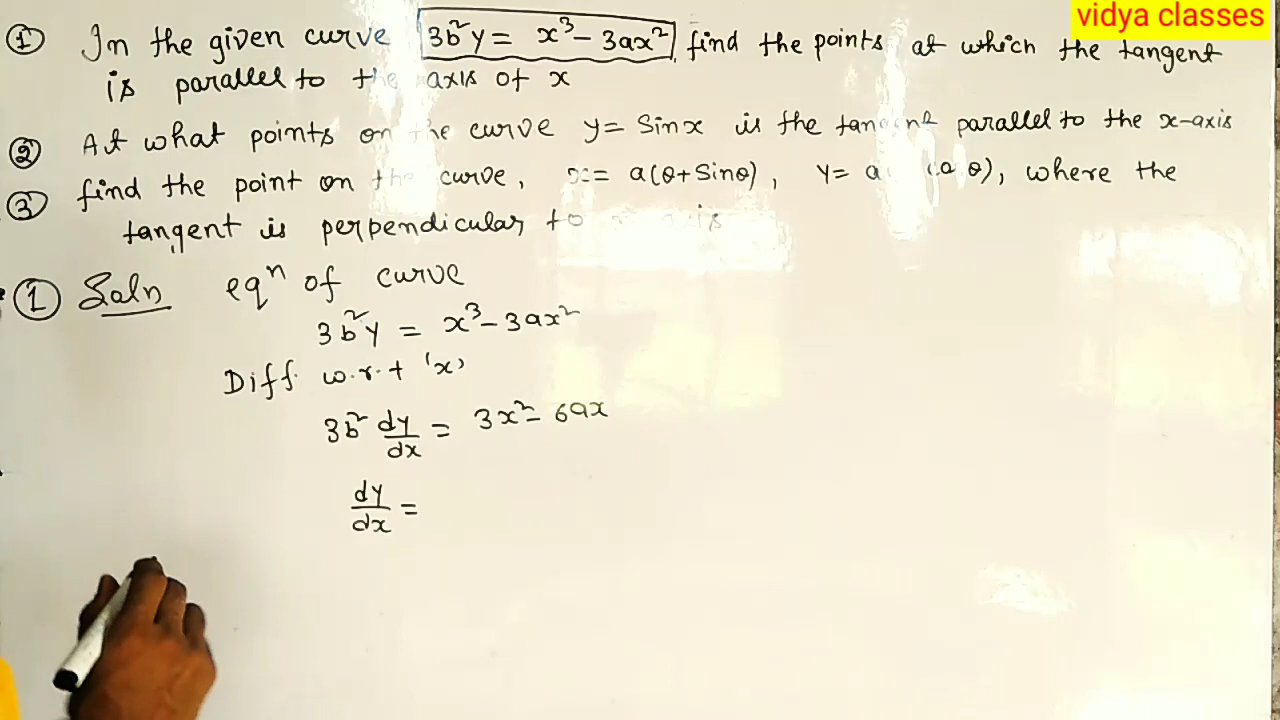 vidya classes
① In the given curve 3b²y = x³ - 3ax² find the points at which the tangent
is parallel to the axis of x
② At what points on the curve y = Sinx is the tangent parallel to the x-axis
③ find the point on the curve, x = a(θ+Sinθ), y = a θ), where the
tangent is perpendicular to
① Soln eqⁿ of curve
3b²y = x³ - 3ax²
Diff. w.r.t 'x'
3b² dy/dx = 3x² - 6ax
dy/dx =